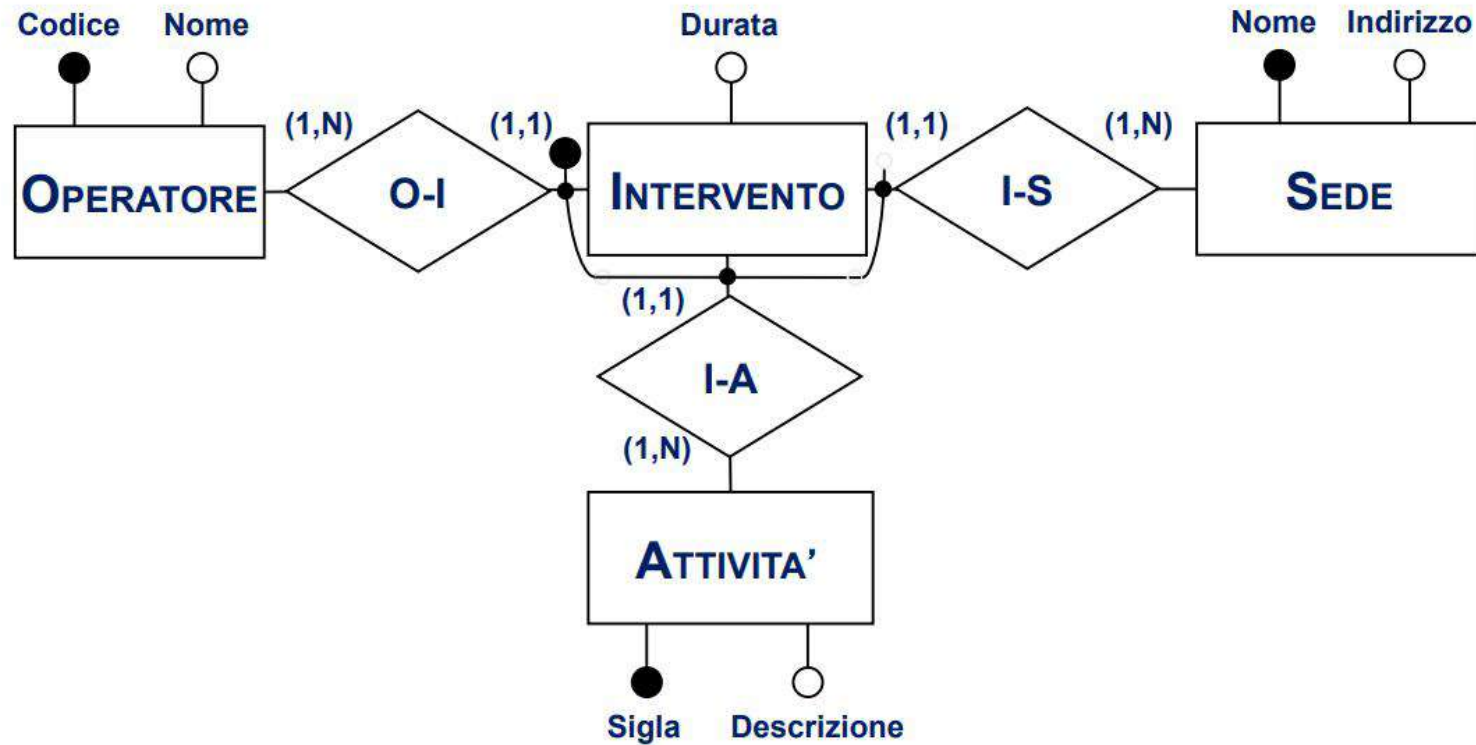 Codice Nome
Durata
Nome Indirizzo
(1,N) (1,1) (1,1) (1,N)
OPERATORE O-I INTERVENTO I-S SEDE
(1,1)
I-A
(1,N)
ATTIVITA’
Sigla Descrizione